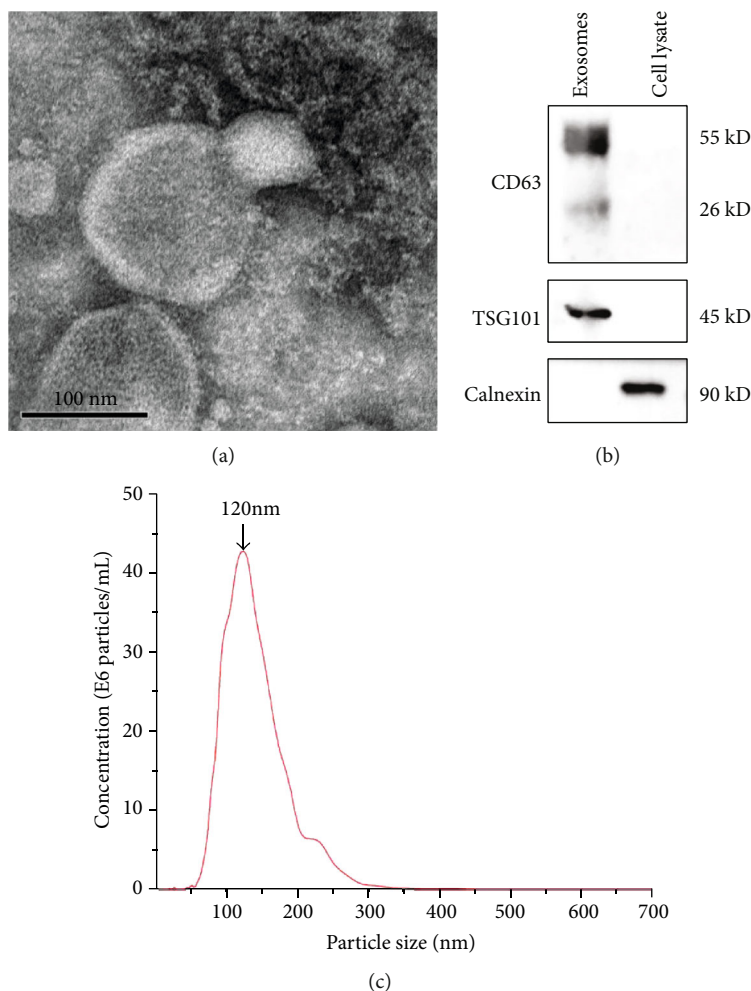 100 nm
(a)
Exosomes
Cell lysate
CD63
55 kD
26 kD
TSG101
45 kD
Calnexin
90 kD
(b)
120nm
Concentration (E6 particles/mL)
50
40
30
20
10
0
100
200
300
400
500
600
700
Particle size (nm)
(c)